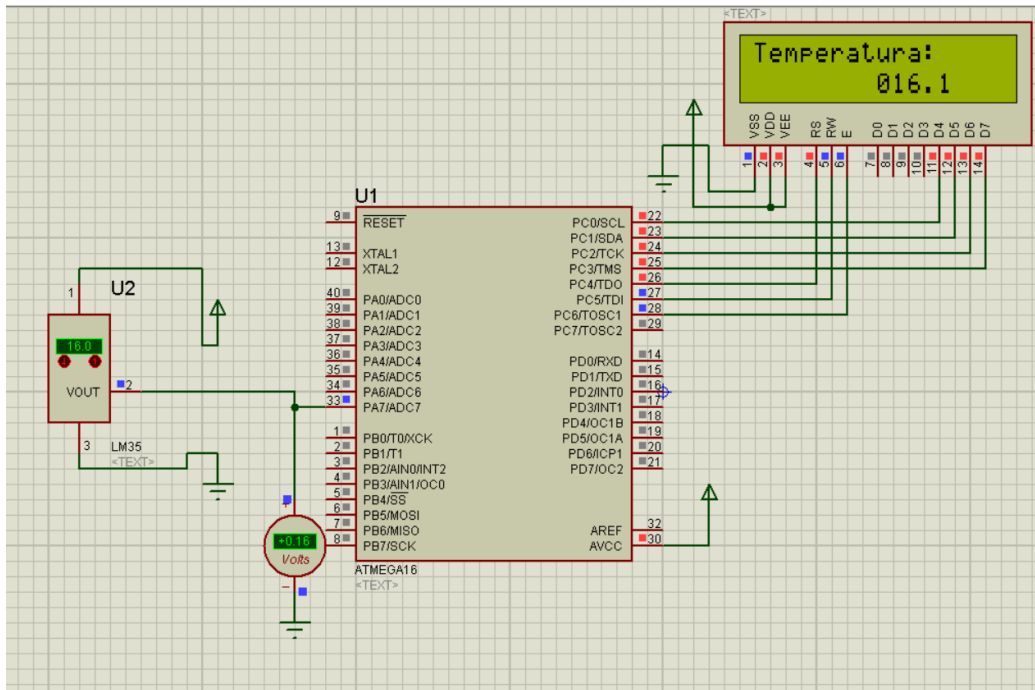 <TEXT>
Temperatura:
016.1
VSS
VDD
VEE
RS
RW
E
D0
D1
D2
D3
D4
D5
D6
D7
1
2
3
4
5
6
7
8
9
10
11
12
13
14
U1
9 RESET
13 XTAL1
12 XTAL2
40 PA0/ADC0
39 PA1/ADC1
38 PA2/ADC2
37 PA3/ADC3
36 PA4/ADC4
35 PA5/ADC5
34 PA6/ADC6
33 PA7/ADC7
1 PB0/T0/XCK
2 PB1/T1
3 PB2/AIN0/INT2
4 PB3/AIN1/OC0
5 PB4/SS
6 PB5/MOSI
7 PB6/MISO
8 PB7/SCK
PC0/SCL 22
PC1/SDA 23
PC2/TCK 24
PC3/TMS 25
PC4/TDO 26
PC5/TDI 27
PC6/TOSC1 28
PC7/TOSC2 29
PD0/RXD 14
PD1/TXD 15
PD2/INT0 16
PD3/INT1 17
PD4/OC1B 18
PD5/OC1A 19
PD6/ICP1 20
PD7/OC2 21
AREF 32
AVCC 30
ATMEGA16
<TEXT>
1
U2
16.0
2
VOUT
3
LM35
<TEXT>
+
+0.16
Volts
−